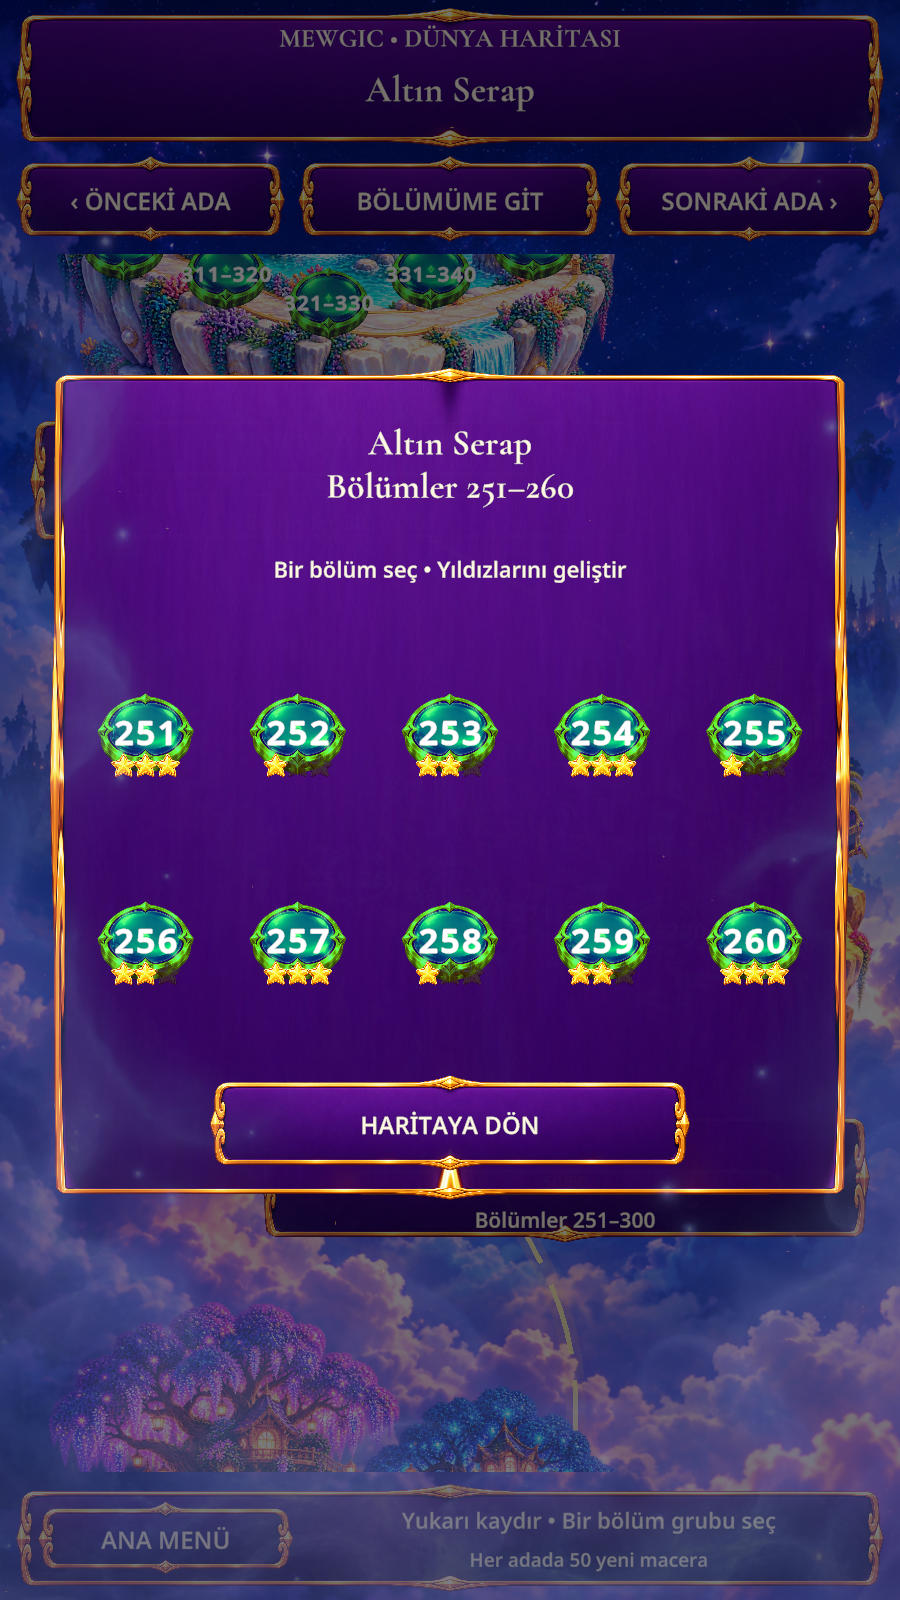 MEWGIC • DÜNYA HARİTASI
Altın Serap
‹ ÖNCEKİ ADA
BÖLÜMÜME GİT
SONRAKİ ADA ›
311–320
331–340
321–330
Altın Serap
Bölümler 251–260
Bir bölüm seç • Yıldızlarını geliştir
251
252
253
254
255
256
257
258
259
260
HARİTAYA DÖN
Bölümler 251–300
ANA MENÜ
Yukarı kaydır • Bir bölüm grubu seç
Her adada 50 yeni macera